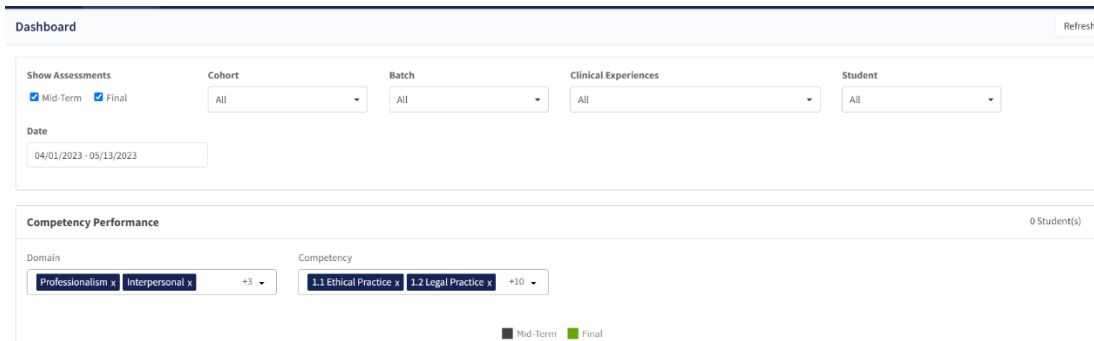 Dashboard
Refresh
Show Assessments
Cohort
Batch
Clinical Experiences
Student
Mid-Term
Final
All
All
All
All
Date
04/01/2023 - 05/13/2023
Competency Performance
0 Student(s)
Domain
Competency
Professionalism x
Interpersonal x
+3
1.1 Ethical Practice x
1.2 Legal Practice x
+10
Mid-Term
Final